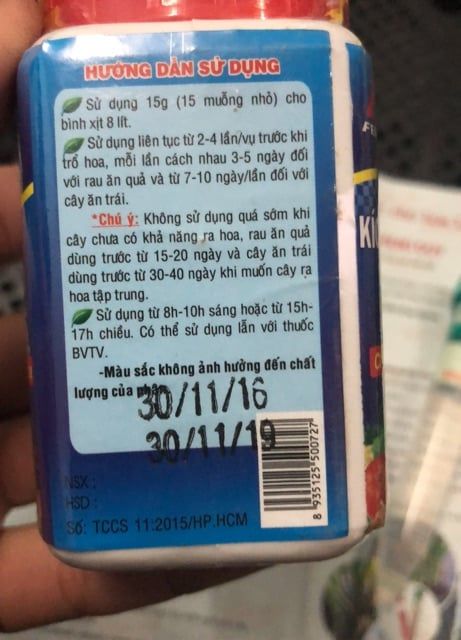 HƯỚNG DẪN SỬ DỤNG
Sử dụng 15g (15 muỗng nhỏ) cho
bình xịt 8 lít.
Sử dụng liên tục từ 2-4 lần/vụ trước khi
trổ hoa, mỗi lần cách nhau 3-5 ngày đối
với rau ăn quả và từ 7-10 ngày/lần đối với
cây ăn trái.
*Chú ý: Không sử dụng quá sớm khi
cây chưa có khả năng ra hoa, rau ăn quả
dùng trước từ 15-20 ngày và cây ăn trái
dùng trước từ 30-40 ngày khi muốn cây ra
hoa tập trung.
Sử dụng từ 8h-10h sáng hoặc từ 15h-
17h chiều. Có thể sử dụng lẫn với thuốc
BVTV.
-Màu sắc không ảnh hưởng đến chất
lượng của phân
30/11/16
30/11/19
NSX :
HSD :
Số: TCCS 11:2015/HP.HCM
8 935125 500727